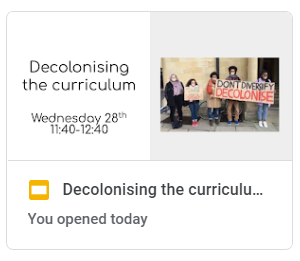 Decolonising
the curriculum
Wednesday 28th
11:40-12:40
DON'T DIVERSIFY
DECOLONISE
Decolonising the curriculu...
You opened today